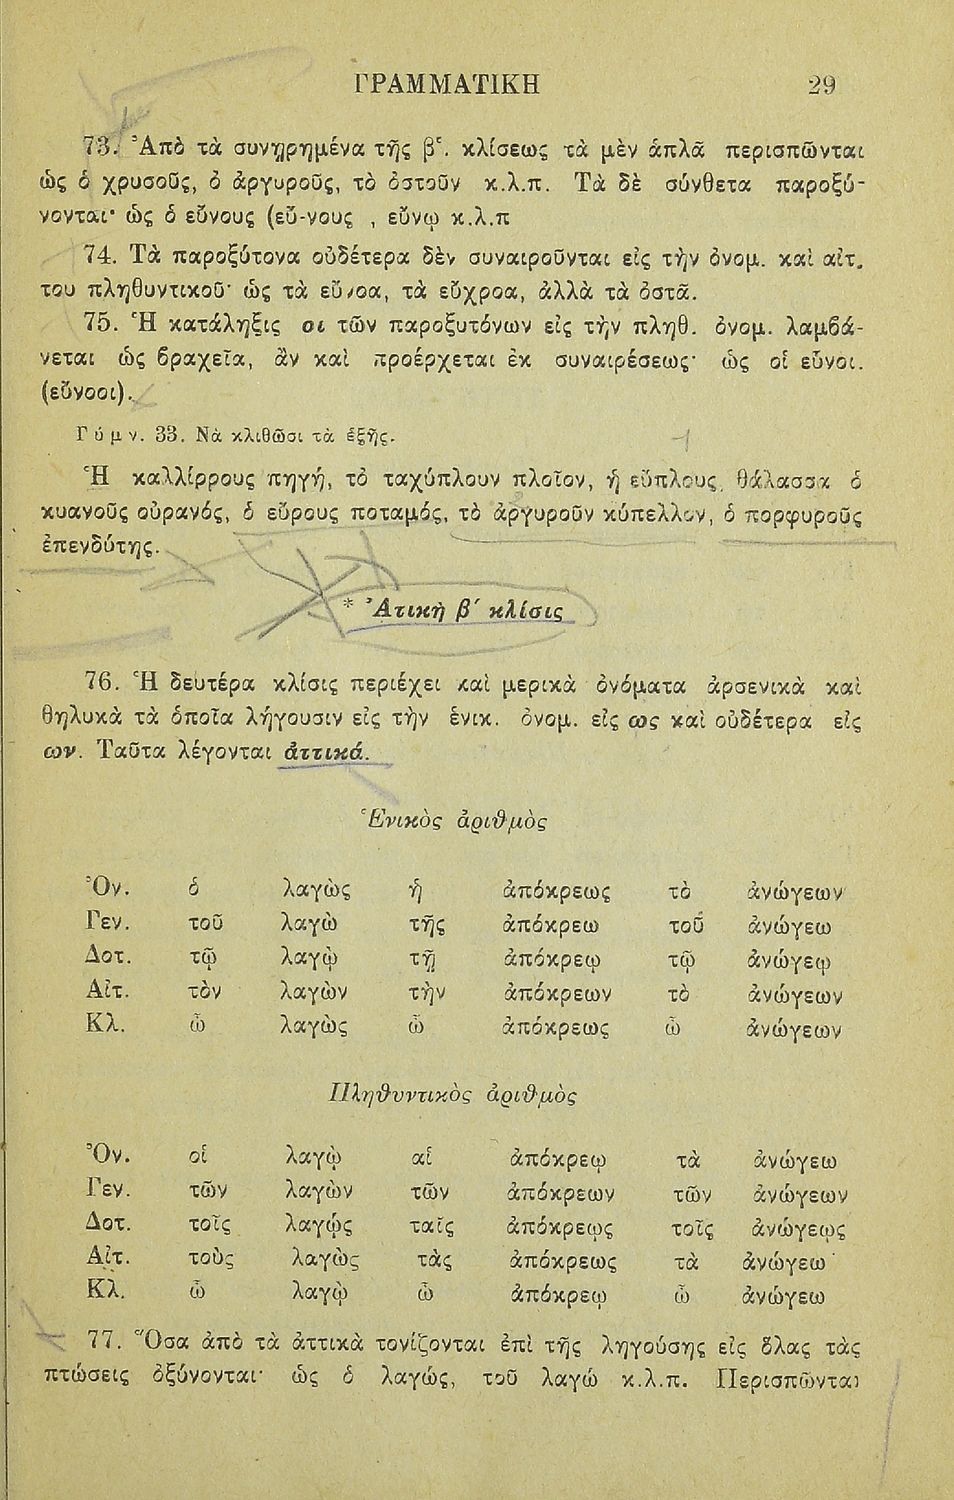 ΓΡΑΜΜΑΤΙΚΗ 29
73. Ἀπὸ τὰ συνῃρημένα τῆς βʹ. κλίσεως τὰ μὲν ἁπλᾶ περισπῶνται
ὡς ὁ χρυσοῦς, ὁ ἀργυροῦς, τὸ ὀστοῦν κ.λ.π. Τὰ δὲ σύνθετα παροξύ-
νονται· ὡς ὁ εὔνους (εὔ-νους , εὔνῳ κ.λ.π
74. Τὰ παροξύτονα οὐδέτερα δὲν συναιροῦνται εἰς τὴν ὀνομ. καὶ αἰτ.
του πληθυντικοῦ· ὡς τὰ εὔνοα, τὰ εὔχροα, ἀλλὰ τὰ ὀστᾶ.
75. Ἡ κατάληξις οι τῶν παροξυτόνων εἰς τὴν πληθ. ὀνομ. λαμβά-
νεται ὡς βραχεῖα, ἂν καὶ προέρχεται ἐκ συναιρέσεως· ὡς οἱ εὖνοι.
(εὔνοοι).
Γύμν. 33. Νὰ κλιθῶσι τὰ ἑξῆς.
Ἡ καλλίρρους πηγή, τὸ ταχύπλουν πλοῖον, ἡ εὔπλους, θάλασσα ὁ
κυανοῦς οὐρανός, ὁ εὔρους ποταμός, τὸ ἀργυροῦν κύπελλον, ὁ πορφυροῦς
ἐπενδύτης.
* Ἀτικὴ βʹ κλίσις
76. Ἡ δευτέρα κλίσις περιέχει καὶ μερικὰ ὀνόματα ἀρσενικὰ καὶ
θηλυκὰ τὰ ὁποῖα λήγουσιν εἰς τὴν ἑνικ. ὀνομ. εἰς ως καὶ οὐδέτερα εἰς
ων. Ταῦτα λέγονται ἀττικά.
Ἑνικὸς ἀριθμὸς
Ὀν. ὁ λαγὼς ἡ ἀπόκρεως τὸ ἀνώγεων
Γεν. τοῦ λαγὼ τῆς ἀπόκρεω τοῦ ἀνώγεω
Δοτ. τῷ λαγῲ τῇ ἀπόκρεῳ τῷ ἀνώγεῳ
Αἰτ. τὸν λαγὼν τὴν ἀπόκρεων τὸ ἀνώγεων
Κλ. ὦ λαγὼς ὦ ἀπόκρεως ὦ ἀνώγεων
Πληθυντικὸς ἀριθμὸς
Ὀν. οἱ λαγῲ αἱ ἀπόκρεῳ τὰ ἀνώγεω
Γεν. τῶν λαγὼν τῶν ἀπόκρεων τῶν ἀνώγεων
Δοτ. τοῖς λαγῴς ταῖς ἀπόκρεῳς τοῖς ἀνώγεῳς
Αἰτ. τοὺς λαγὼς τὰς ἀπόκρεως τὰ ἀνώγεω
Κλ. ὦ λαγῲ ὦ ἀπόκρεῳ ὦ ἀνώγεω
77. Ὅσα ἀπὸ τὰ ἀττικὰ τονίζονται ἐπὶ τῆς ληγούσης εἰς ὅλας τὰς
πτώσεις ὀξύνονται· ὡς ὁ λαγώς, τοῦ λαγώ κ.λ.π. Περισπῶνται